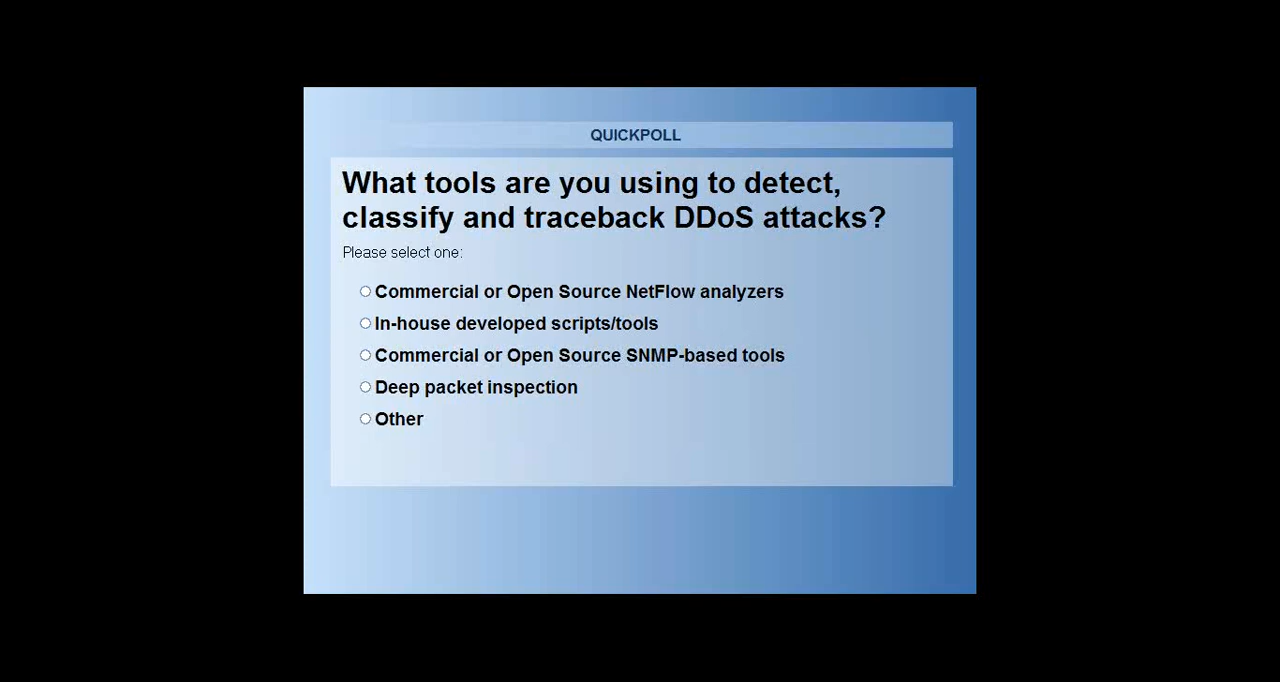 QUICKPOLL
What tools are you using to detect,
classify and traceback DDoS attacks?
Please select one:
Commercial or Open Source NetFlow analyzers
In-house developed scripts/tools
Commercial or Open Source SNMP-based tools
Deep packet inspection
Other